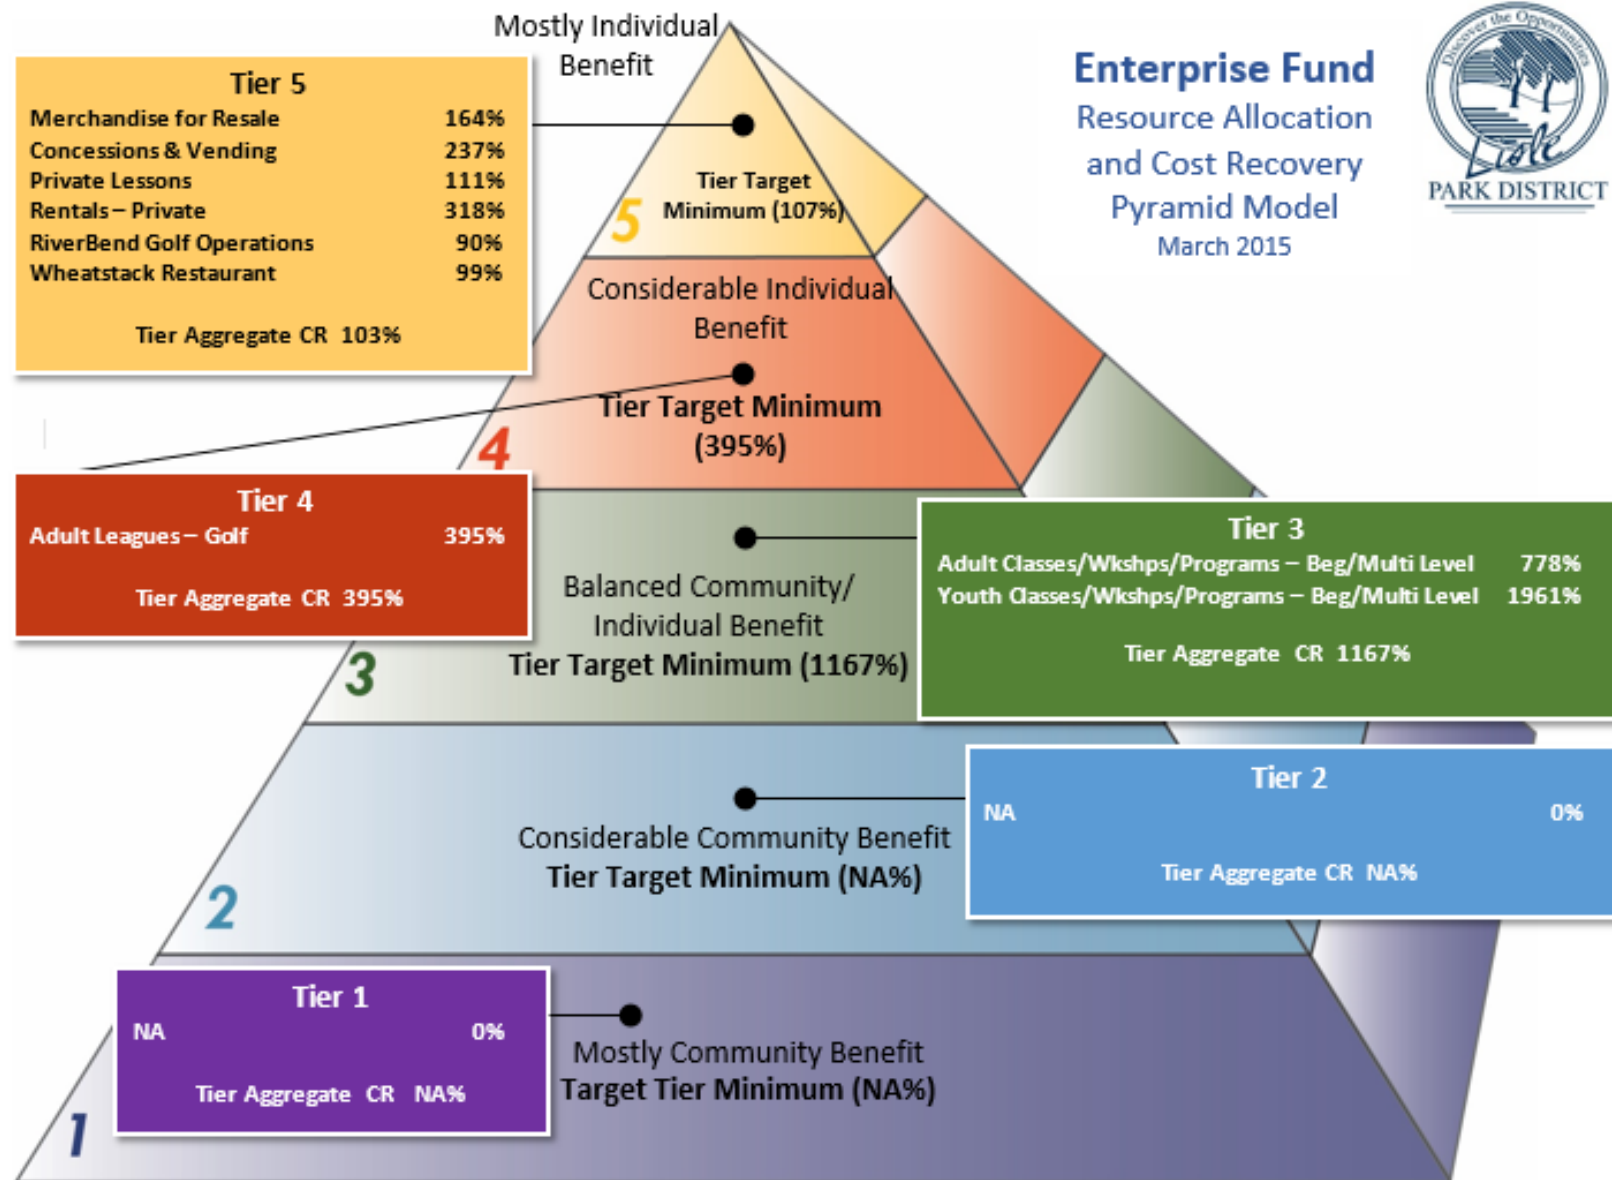 Mostly Individual
Benefit
Enterprise Fund
Resource Allocation
and Cost Recovery
Pyramid Model
March 2015
Discover the Opportunities
Lisle
PARK DISTRICT
Tier 5
Merchandise for Resale 164%
Concessions & Vending 237%
Private Lessons 111%
Rentals – Private 318%
RiverBend Golf Operations 90%
Wheatstack Restaurant 99%
Tier Aggregate CR 103%
Tier Target
Minimum (107%)
5
Considerable Individual
Benefit
Tier Target Minimum
(395%)
4
Tier 4
Adult Leagues – Golf 395%
Tier Aggregate CR 395%
Balanced Community/
Individual Benefit
Tier Target Minimum (1167%)
3
Tier 3
Adult Classes/Wkshps/Programs – Beg/Multi Level 778%
Youth Classes/Wkshps/Programs – Beg/Multi Level 1961%
Tier Aggregate CR 1167%
Considerable Community Benefit
Tier Target Minimum (NA%)
2
Tier 2
NA 0%
Tier Aggregate CR NA%
Tier 1
NA 0%
Tier Aggregate CR NA%
Mostly Community Benefit
Target Tier Minimum (NA%)
1